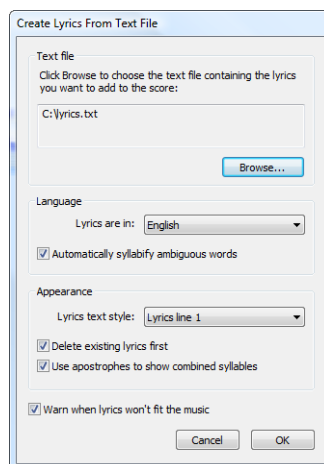 Create Lyrics From Text File
Text file
Click Browse to choose the text file containing the lyrics
you want to add to the score:
C:\lyrics.txt
Browse...
Language
Lyrics are in: English
Automatically syllabify ambiguous words
Appearance
Lyrics text style: Lyrics line 1
Delete existing lyrics first
Use apostrophes to show combined syllables
Warn when lyrics won't fit the music
Cancel OK